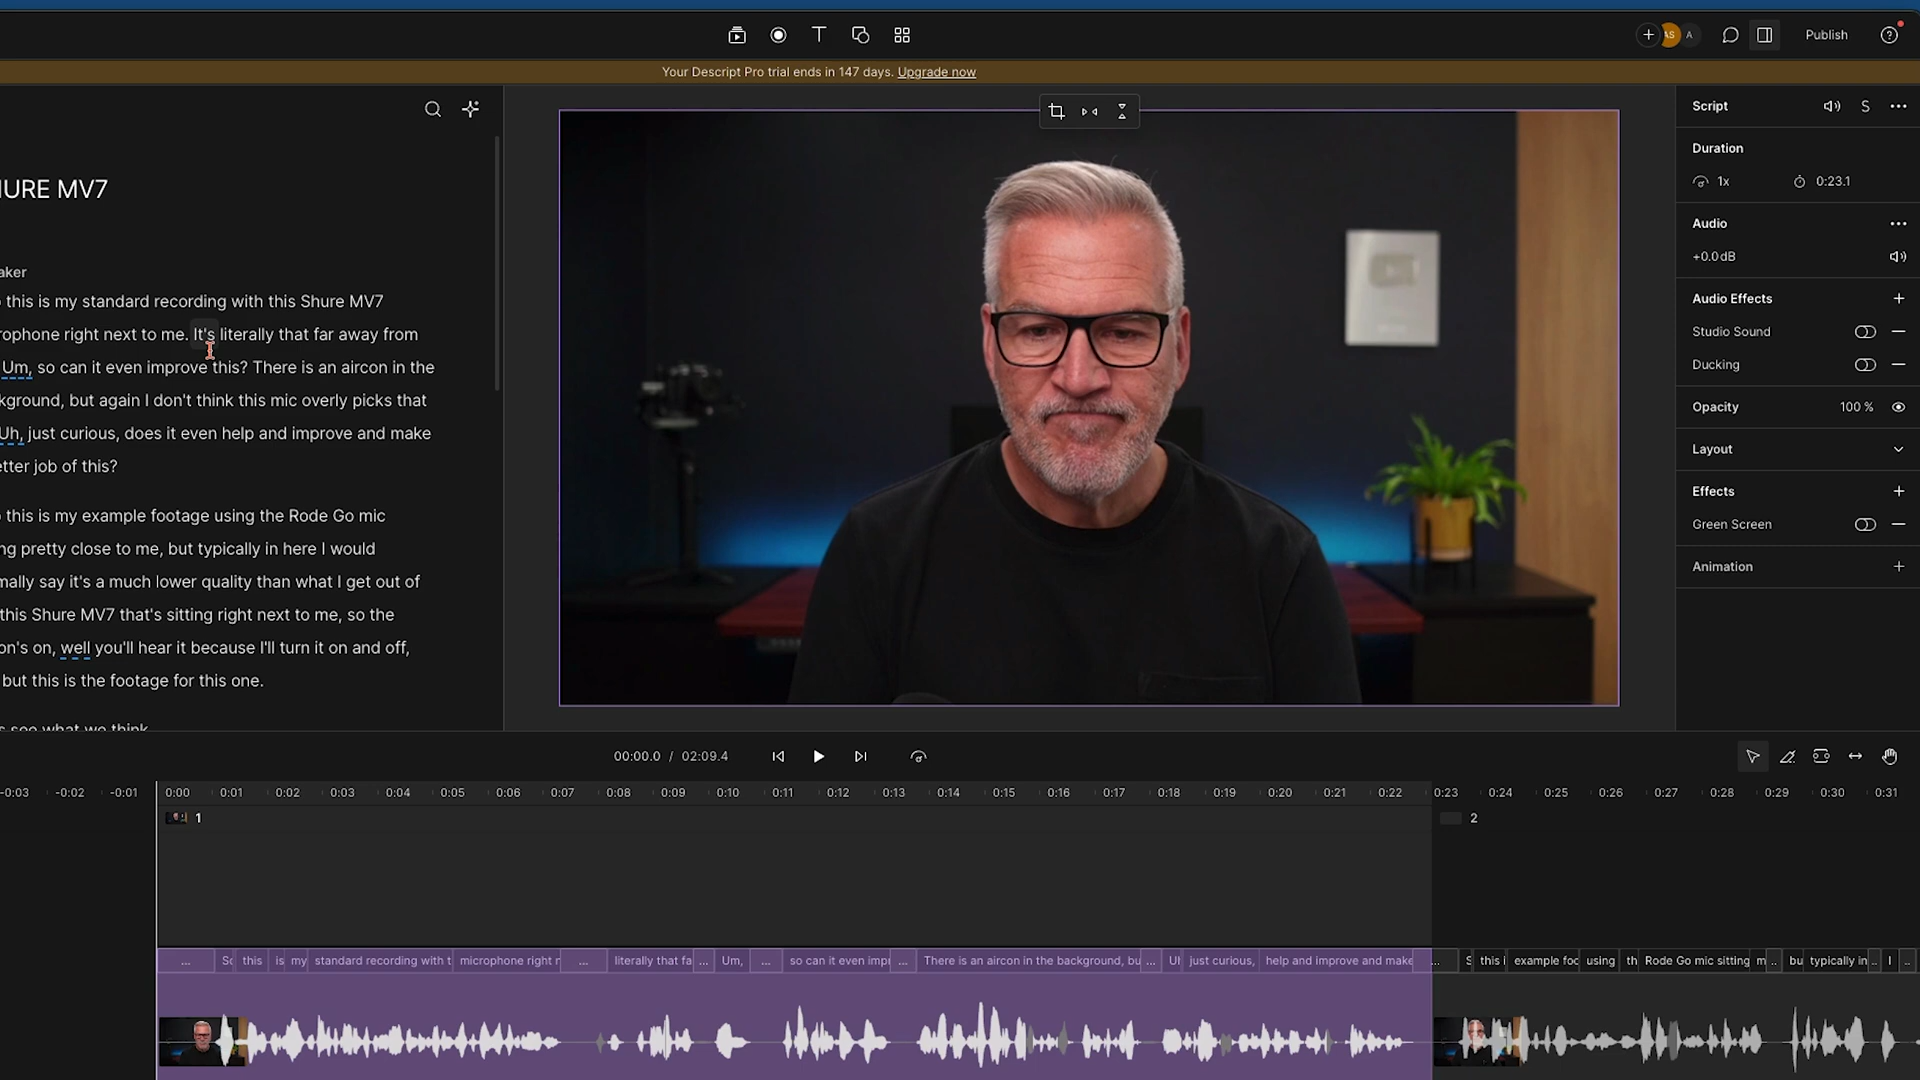 AS
A
Publish
Your Descript Pro trial ends in 147 days. Upgrade now
Script
S
Duration
1x
0:23.1
Audio
+0.0dB
Audio Effects
Studio Sound
Ducking
Opacity
100 %
Layout
Effects
Green Screen
Animation
HURE MV7
aker
this is my standard recording with this Shure MV7
rophone right next to me. It's literally that far away from
Um, so can it even improve this? There is an aircon in the
kground, but again I don't think this mic overly picks that
Uh, just curious, does it even help and improve and make
etter job of this?
this is my example footage using the Rode Go mic
ng pretty close to me, but typically in here I would
mally say it's a much lower quality than what I get out of
this Shure MV7 that's sitting right next to me, so the
on's on, well you'll hear it because I'll turn it on and off,
but this is the footage for this one.
s see what we think
00:00.0 / 02:09.4
-0:03 -0:02 -0:01 0:00 0:01 0:02 0:03 0:04 0:05 0:06 0:07 0:08 0:09 0:10 0:11 0:12 0:13 0:14 0:15 0:16 0:17 0:18 0:19 0:20 0:21 0:22 0:23 0:24 0:25 0:26 0:27 0:28 0:29 0:30 0:31
1
2
... So this is my standard recording with t microphone right n ... literally that fa ... Um, ... so can it even impr ... There is an aircon in the background, bu ... Uh just curious, help and improve and make ... S this i example foo using th Rode Go mic sitting m .. bu typically in .. I ..